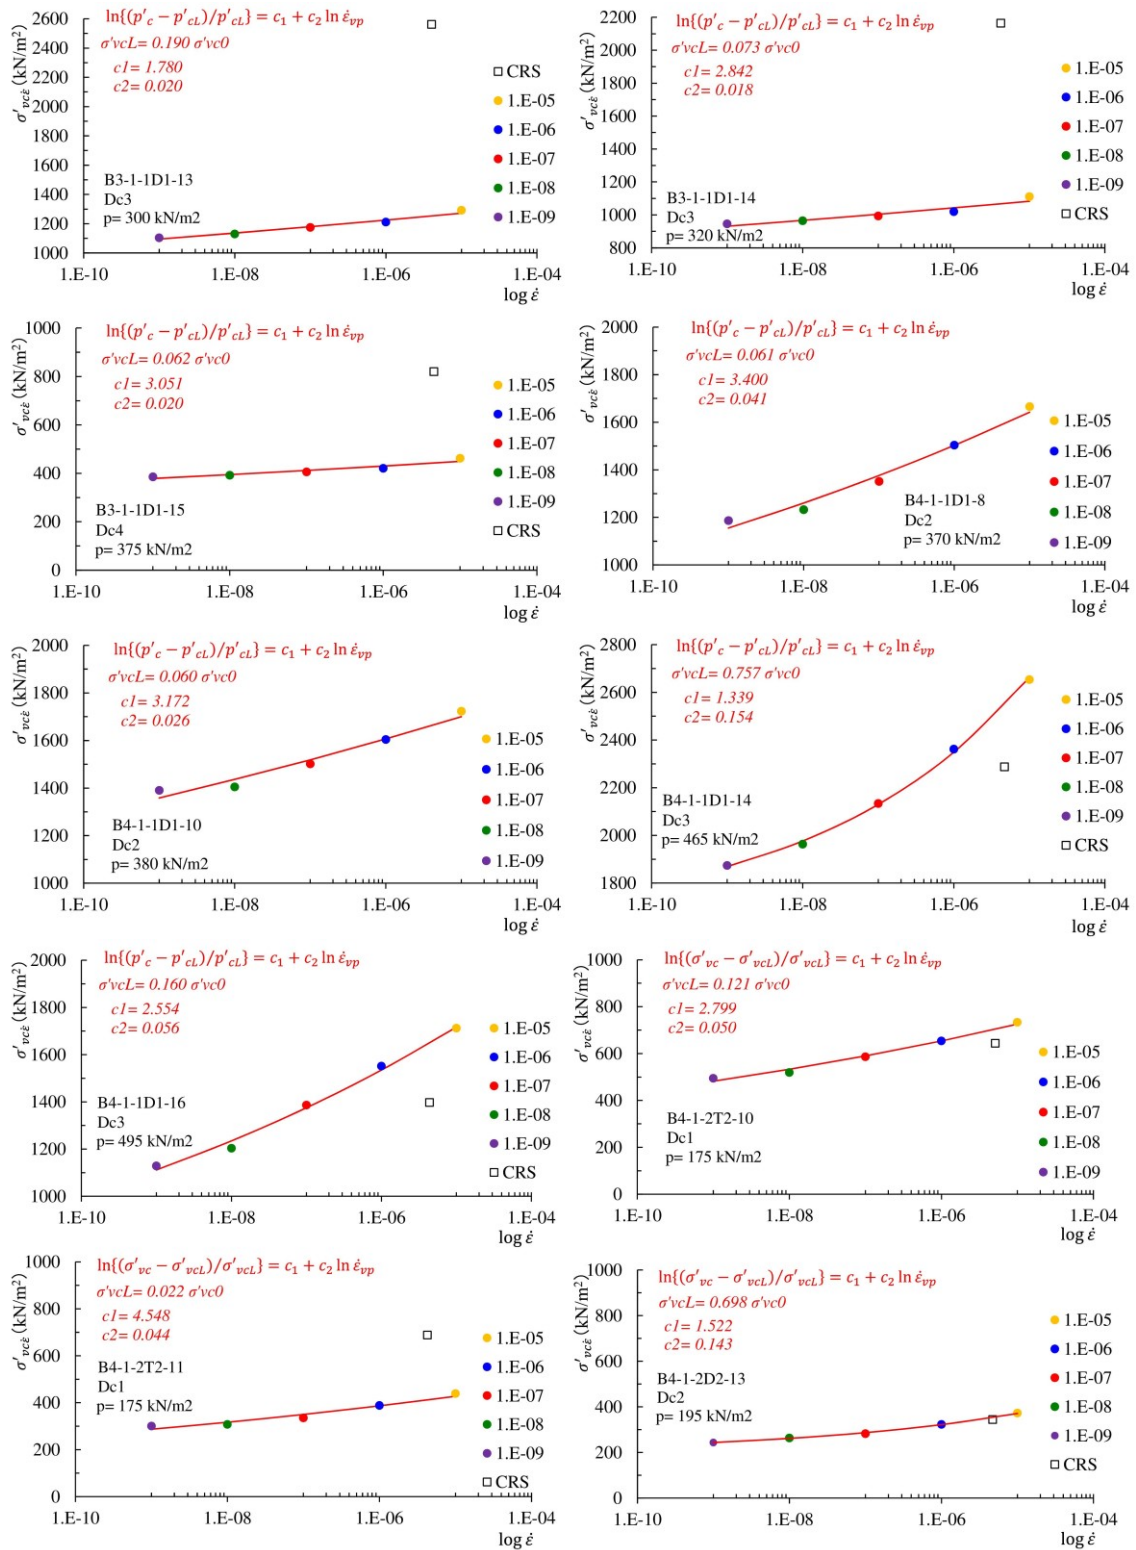 ln{(p′c − p′cL)/p′cL} = c1 + c2 ln ε̇vp
σ'vcL= 0.190 σ'vc0
c1= 1.780
c2= 0.020
σ′vcε̇ (kN/m²)
2600
2400
2200
2000
1800
1600
1400
1200
1000
□ CRS
● 1.E-05
● 1.E-06
● 1.E-07
● 1.E-08
● 1.E-09
B3-1-1D1-13
Dc3
p= 300 kN/m2
1.E-10 1.E-08 1.E-06 1.E-04
log ε̇
ln{(p′c − p′cL)/p′cL} = c1 + c2 ln ε̇vp
σ'vcL= 0.073 σ'vc0
c1= 2.842
c2= 0.018
σ′vcε̇ (kN/m²)
2200
2000
1800
1600
1400
1200
1000
800
● 1.E-05
● 1.E-06
● 1.E-07
● 1.E-08
● 1.E-09
□ CRS
B3-1-1D1-14
Dc3
p= 320 kN/m2
1.E-10 1.E-08 1.E-06 1.E-04
log ε̇
ln{(p′c − p′cL)/p′cL} = c1 + c2 ln ε̇vp
σ'vcL= 0.062 σ'vc0
c1= 3.051
c2= 0.020
σ′vcε̇ (kN/m²)
1000
800
600
400
200
0
● 1.E-05
● 1.E-06
● 1.E-07
● 1.E-08
● 1.E-09
□ CRS
B3-1-1D1-15
Dc4
p= 375 kN/m2
1.E-10 1.E-08 1.E-06 1.E-04
log ε̇
ln{(p′c − p′cL)/p′cL} = c1 + c2 ln ε̇vp
σ'vcL= 0.061 σ'vc0
c1= 3.400
c2= 0.041
σ′vcε̇ (kN/m²)
2000
1800
1600
1400
1200
1000
● 1.E-05
● 1.E-06
● 1.E-07
● 1.E-08
● 1.E-09
B4-1-1D1-8
Dc2
p= 370 kN/m2
1.E-10 1.E-08 1.E-06 1.E-04
log ε̇
ln{(p′c − p′cL)/p′cL} = c1 + c2 ln ε̇vp
σ'vcL= 0.060 σ'vc0
c1= 3.172
c2= 0.026
σ′vcε̇ (kN/m²)
2000
1800
1600
1400
1200
1000
● 1.E-05
● 1.E-06
● 1.E-07
● 1.E-08
● 1.E-09
B4-1-1D1-10
Dc2
p= 380 kN/m2
1.E-10 1.E-08 1.E-06 1.E-04
log ε̇
ln{(p′c − p′cL)/p′cL} = c1 + c2 ln ε̇vp
σ'vcL= 0.757 σ'vc0
c1= 1.339
c2= 0.154
σ′vcε̇ (kN/m²)
2800
2600
2400
2200
2000
1800
● 1.E-05
● 1.E-06
● 1.E-07
● 1.E-08
● 1.E-09
□ CRS
B4-1-1D1-14
Dc3
p= 465 kN/m2
1.E-10 1.E-08 1.E-06 1.E-04
log ε̇
ln{(p′c − p′cL)/p′cL} = c1 + c2 ln ε̇vp
σ'vcL= 0.160 σ'vc0
c1= 2.554
c2= 0.056
σ′vcε̇ (kN/m²)
2000
1800
1600
1400
1200
1000
● 1.E-05
● 1.E-06
● 1.E-07
● 1.E-08
● 1.E-09
□ CRS
B4-1-1D1-16
Dc3
p= 495 kN/m2
1.E-10 1.E-08 1.E-06 1.E-04
log ε̇
ln{(σ′vc − σ′vcL)/σ′vcL} = c1 + c2 ln ε̇vp
σ'vcL= 0.121 σ'vc0
c1= 2.799
c2= 0.050
σ′vcε̇ (kN/m²)
1000
800
600
400
200
0
● 1.E-05
● 1.E-06
● 1.E-07
● 1.E-08
● 1.E-09
B4-1-2T2-10
Dc1
p= 175 kN/m2
1.E-10 1.E-08 1.E-06 1.E-04
log ε̇
ln{(σ′vc − σ′vcL)/σ′vcL} = c1 + c2 ln ε̇vp
σ'vcL= 0.022 σ'vc0
c1= 4.548
c2= 0.044
σ′vcε̇ (kN/m²)
1000
800
600
400
200
0
● 1.E-05
● 1.E-06
● 1.E-07
● 1.E-08
● 1.E-09
□ CRS
B4-1-2T2-11
Dc1
p= 175 kN/m2
1.E-10 1.E-08 1.E-06 1.E-04
log ε̇
ln{(σ′vc − σ′vcL)/σ′vcL} = c1 + c2 ln ε̇vp
σ'vcL= 0.698 σ'vc0
c1= 1.522
c2= 0.143
σ′vcε̇ (kN/m²)
1000
800
600
400
200
0
● 1.E-05
● 1.E-06
● 1.E-07
● 1.E-08
● 1.E-09
□ CRS
B4-1-2D2-13
Dc2
p= 195 kN/m2
1.E-10 1.E-08 1.E-06 1.E-04
log ε̇